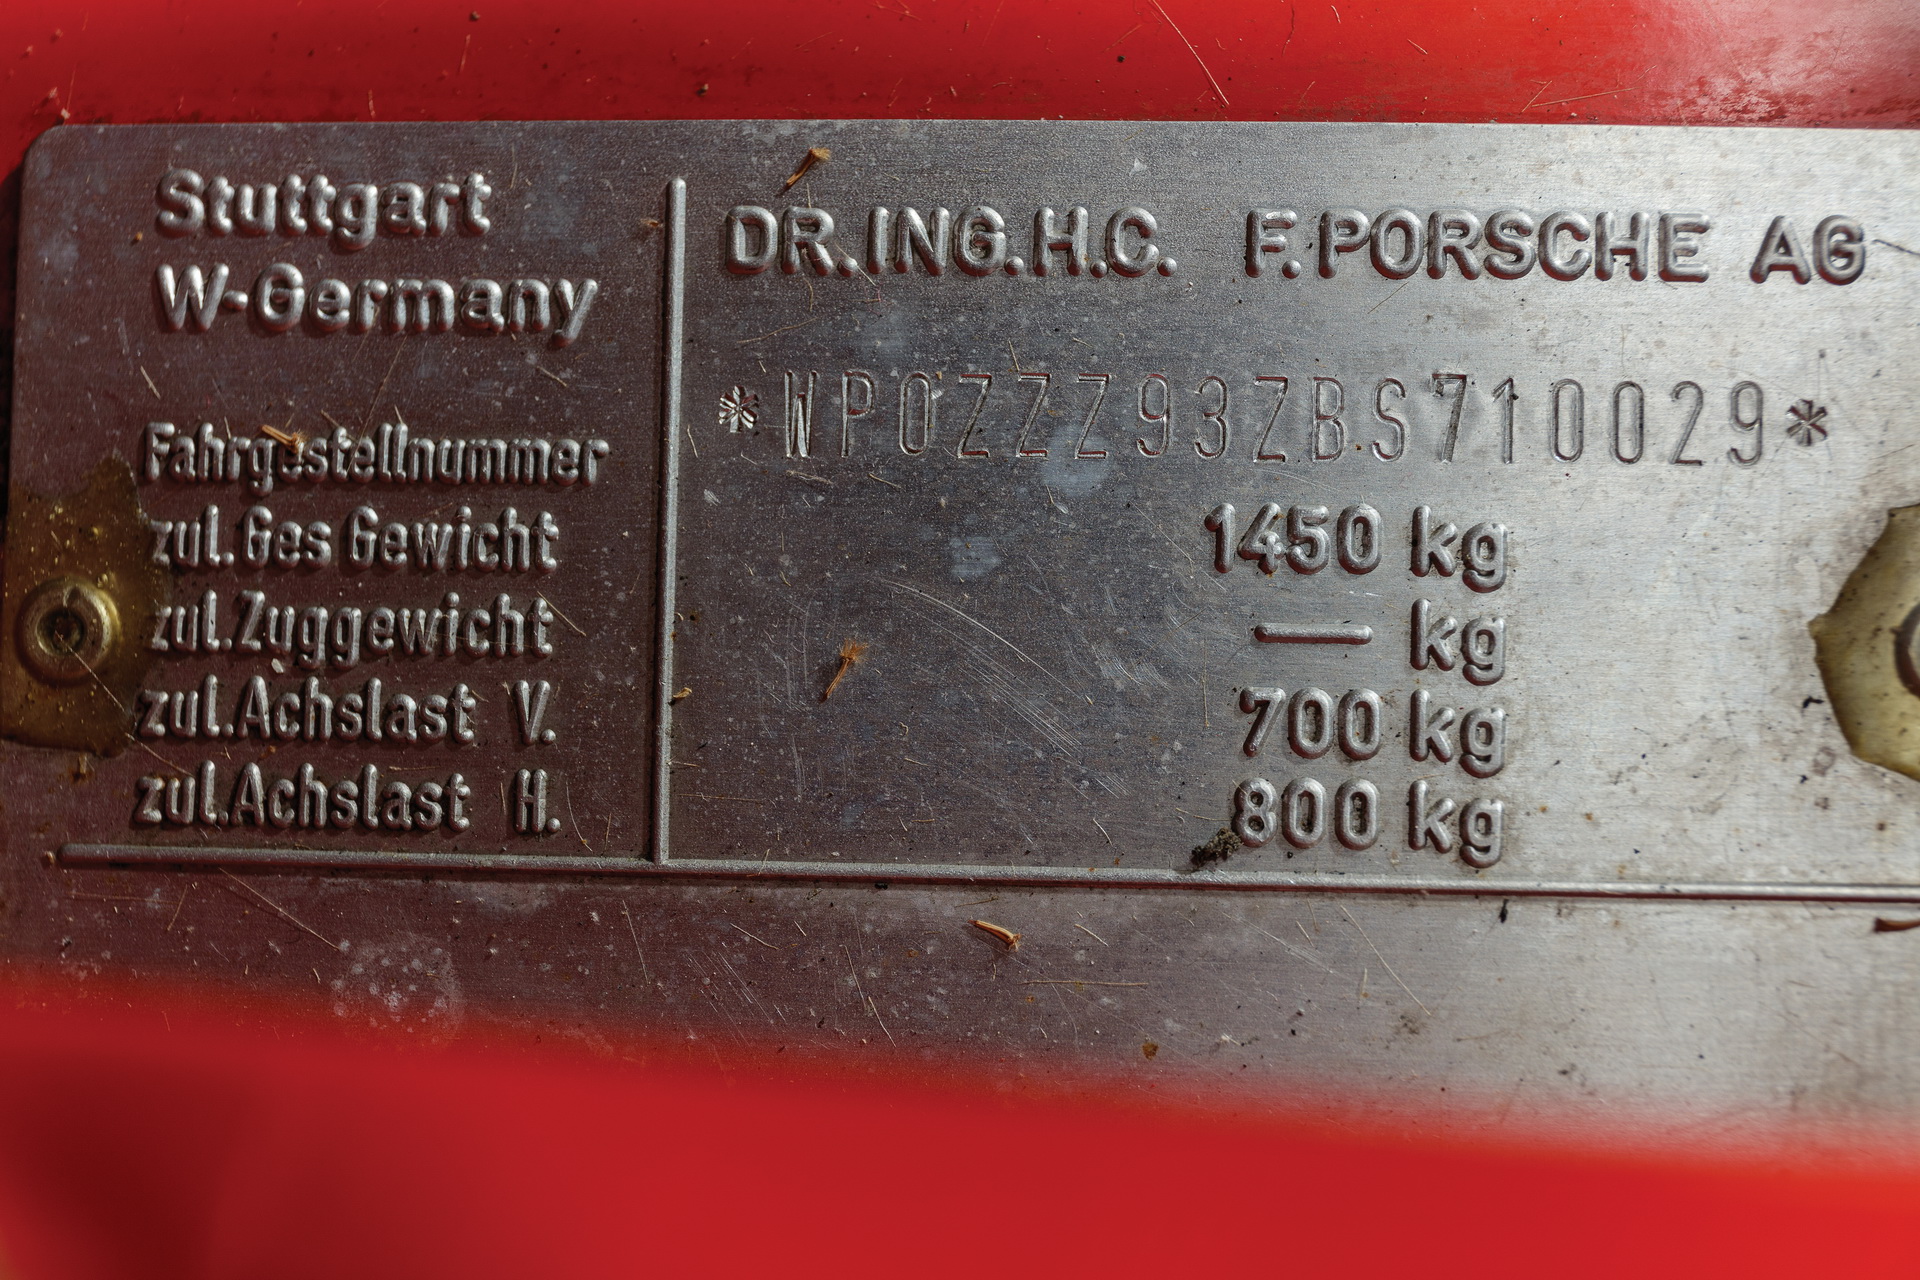 Stuttgart
W-Germany
DR.ING.H.C. F.PORSCHE AG
Fahrgestellnummer *WP0ZZZ93ZBS710029*
zul.Ges Gewicht 1450 kg
zul.Zuggewicht — kg
zul.Achslast V. 700 kg
zul.Achslast H. 800 kg